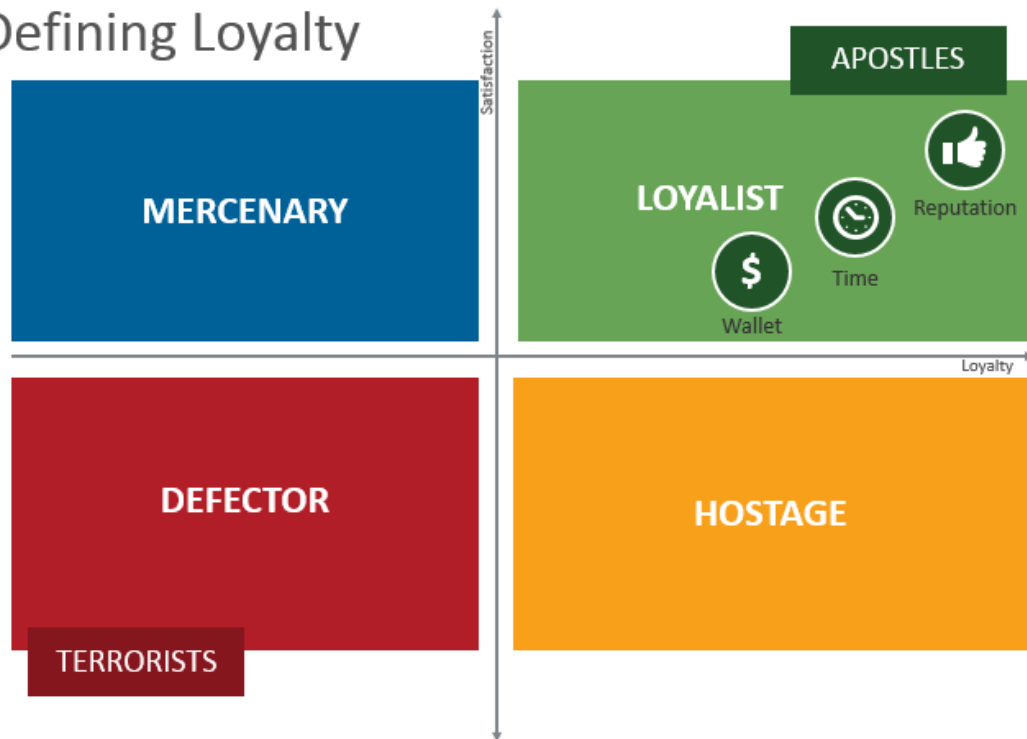 Defining Loyalty
Satisfaction
APOSTLES
MERCENARY
LOYALIST
Reputation
Time
$
Wallet
Loyalty
DEFECTOR
HOSTAGE
TERRORISTS